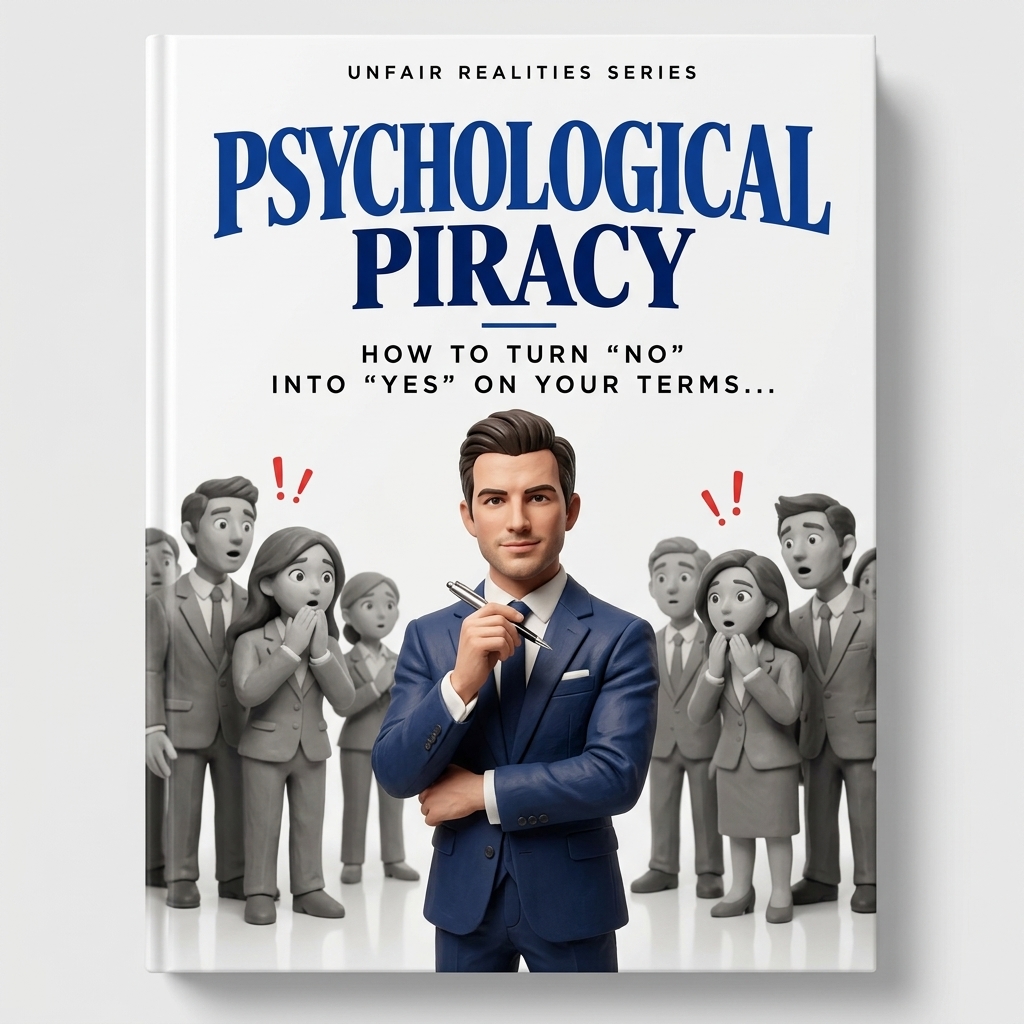 UNFAIR REALITIES SERIES
PSYCHOLOGICAL
PIRACY
HOW TO TURN “NO”
INTO “YES” ON YOUR TERMS...
!!
!!